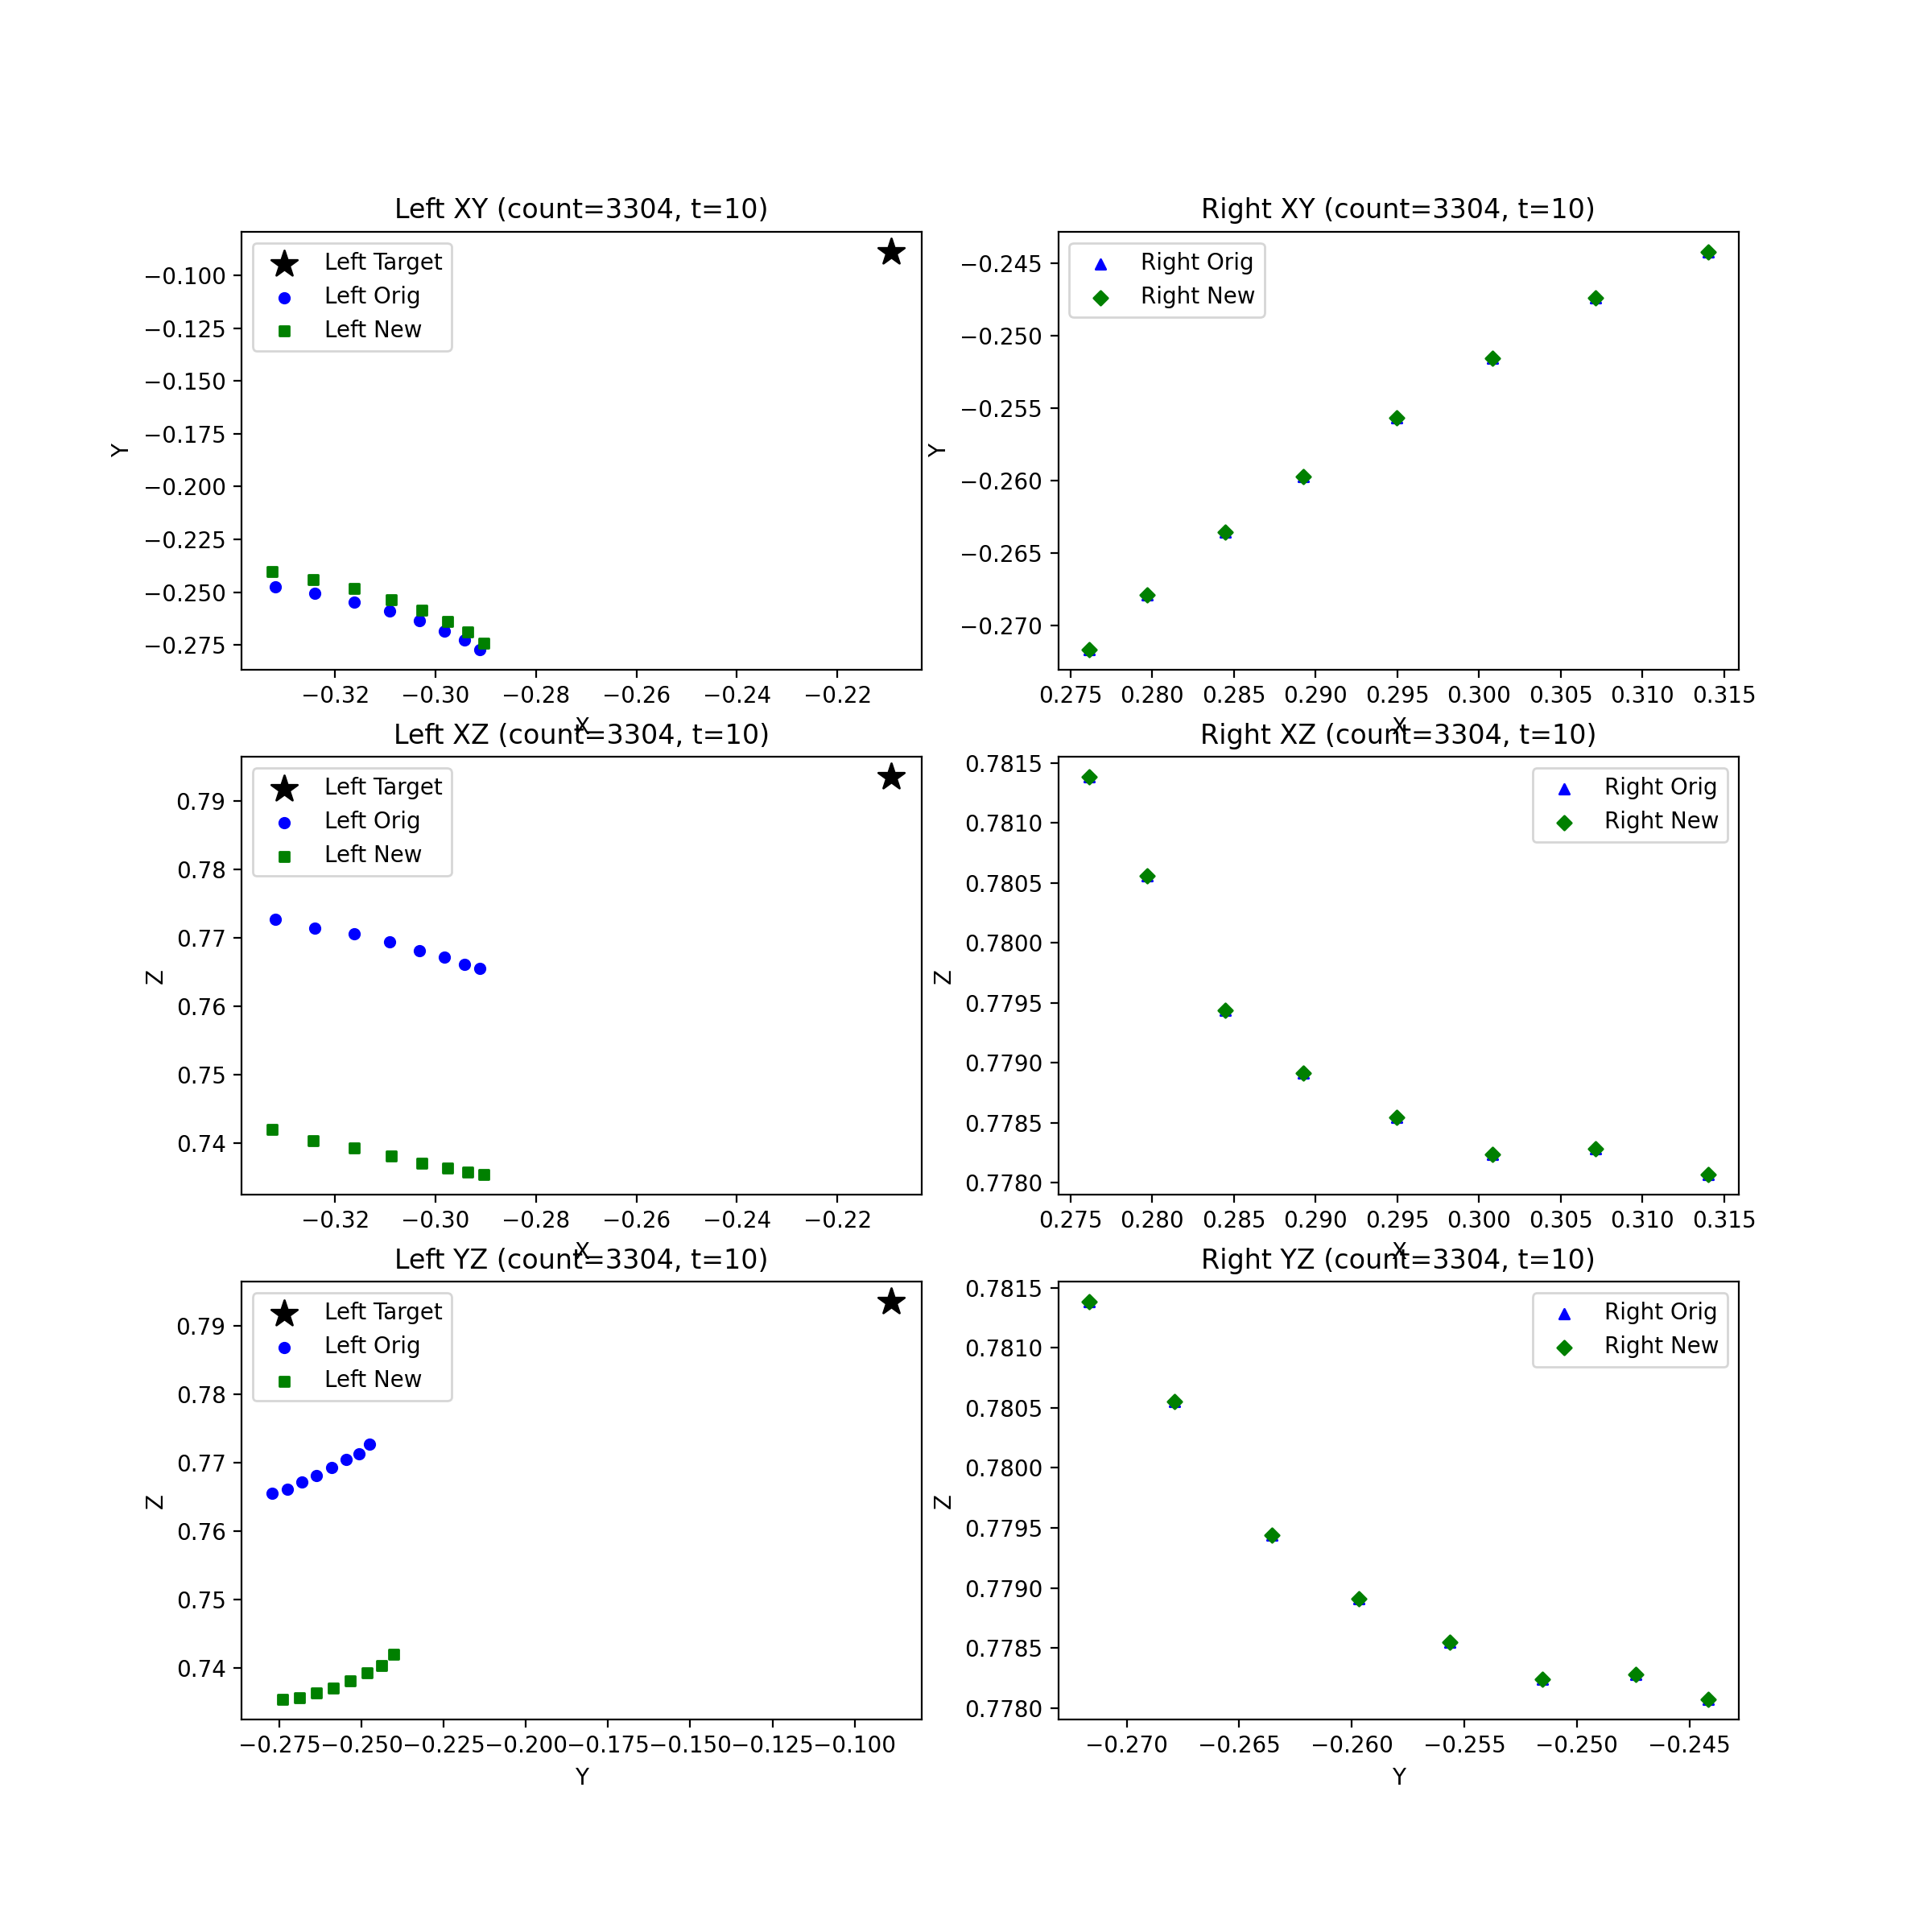 Left XY (count=3304, t=10)
Left Target
Left Orig
Left New
−0.100
−0.125
−0.150
−0.175
−0.200
−0.225
−0.250
−0.275
Y
−0.32 −0.30 −0.28 −0.26 −0.24 −0.22
X
Right XY (count=3304, t=10)
Right Orig
Right New
−0.245
−0.250
−0.255
−0.260
−0.265
−0.270
Y
0.275 0.280 0.285 0.290 0.295 0.300 0.305 0.310 0.315
X
Left XZ (count=3304, t=10)
Left Target
Left Orig
Left New
0.79
0.78
0.77
0.76
0.75
0.74
Z
−0.32 −0.30 −0.28 −0.26 −0.24 −0.22
X
Right XZ (count=3304, t=10)
Right Orig
Right New
0.7815
0.7810
0.7805
0.7800
0.7795
0.7790
0.7785
0.7780
Z
0.275 0.280 0.285 0.290 0.295 0.300 0.305 0.310 0.315
X
Left YZ (count=3304, t=10)
Left Target
Left Orig
Left New
0.79
0.78
0.77
0.76
0.75
0.74
Z
−0.275 −0.250 −0.225 −0.200 −0.175 −0.150 −0.125 −0.100
Y
Right YZ (count=3304, t=10)
Right Orig
Right New
0.7815
0.7810
0.7805
0.7800
0.7795
0.7790
0.7785
0.7780
Z
−0.270 −0.265 −0.260 −0.255 −0.250 −0.245
Y